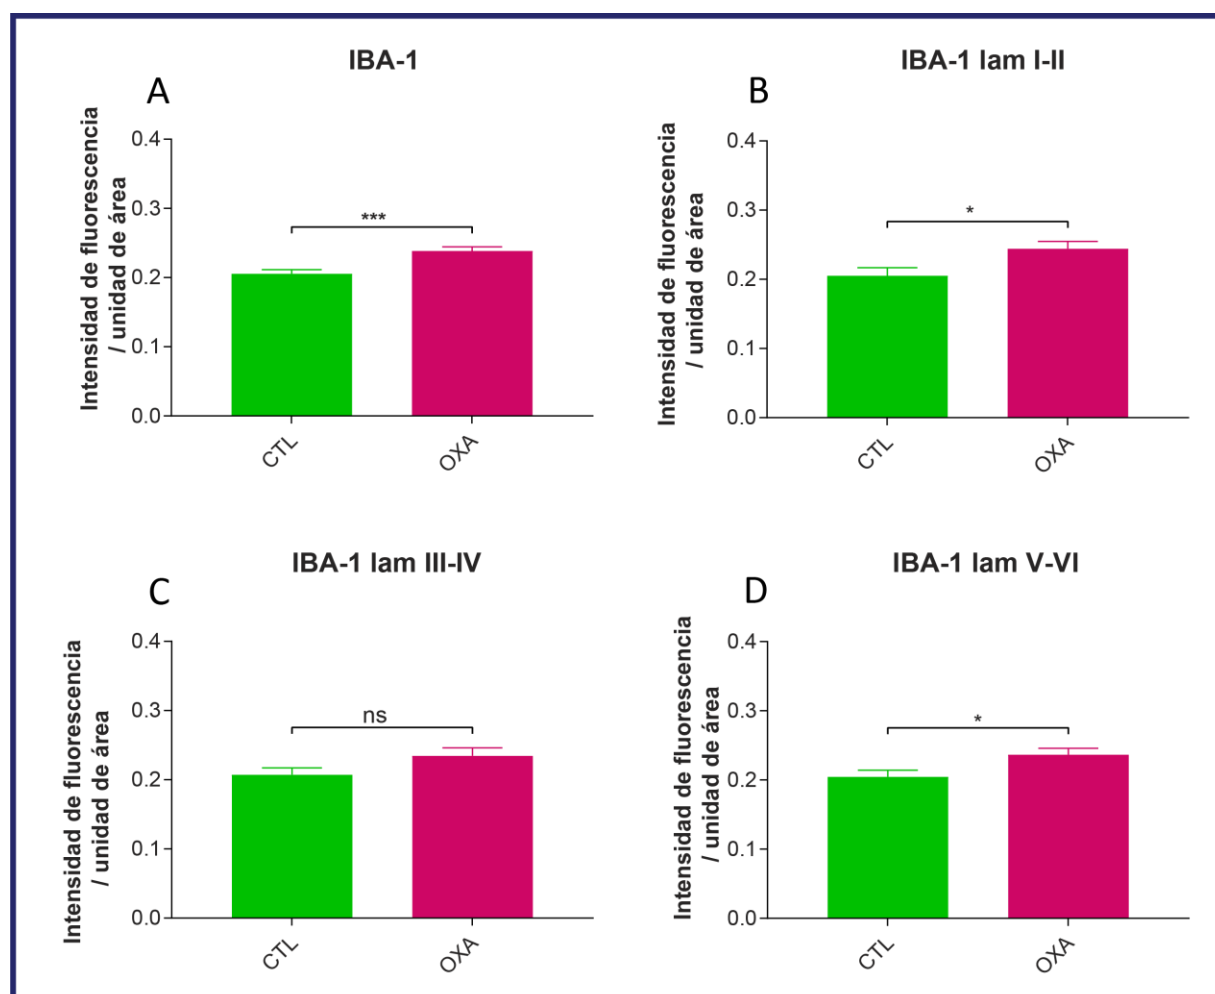 IBA-1
A
Intensidad de fluorescencia
/ unidad de área
0.4
0.3
0.2
0.1
0.0
***
CTL
OXA
IBA-1 lam I-II
B
Intensidad de fluorescencia
/ unidad de área
0.4
0.3
0.2
0.1
0.0
*
CTL
OXA
IBA-1 lam III-IV
C
Intensidad de fluorescencia
/ unidad de área
0.4
0.3
0.2
0.1
0.0
ns
CTL
OXA
IBA-1 lam V-VI
D
Intensidad de fluorescencia
/ unidad de área
0.4
0.3
0.2
0.1
0.0
*
CTL
OXA